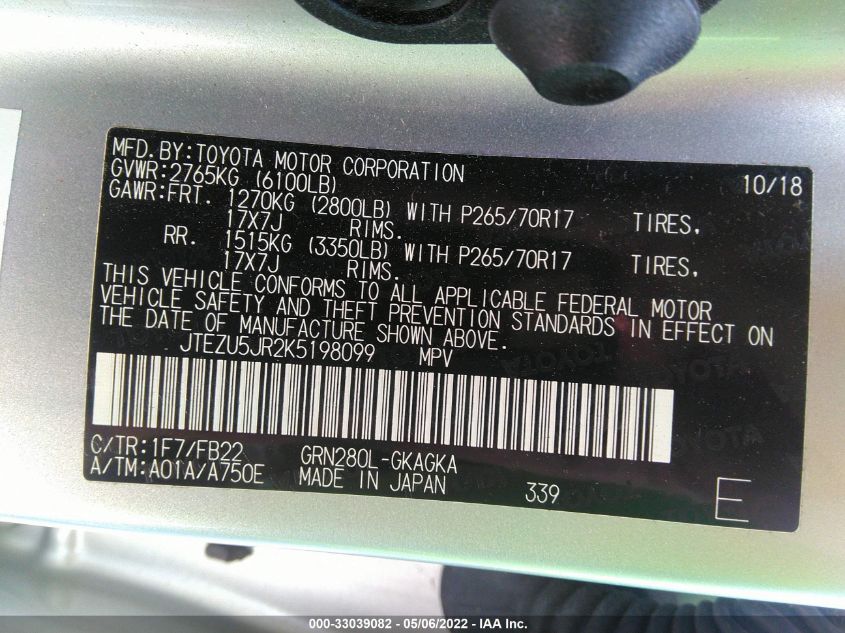 MFD.BY:TOYOTA MOTOR CORPORATION 10/18
GVWR:2765KG (6100LB)
GAWR:FRT. 1270KG (2800LB) WITH P265/70R17 TIRES,
17X7J RIMS.
RR. 1515KG (3350LB) WITH P265/70R17 TIRES,
17X7J RIMS.
THIS VEHICLE CONFORMS TO ALL APPLICABLE FEDERAL MOTOR
VEHICLE SAFETY AND THEFT PREVENTION STANDARDS IN EFFECT ON
THE DATE OF MANUFACTURE SHOWN ABOVE.
JTEZU5JR2K5198099 MPV
C/TR:1F7/FB22 GRN280L-GKAGKA
A/TM:A01A/A750E MADE IN JAPAN 339 E
000-33039082 - 05/06/2022 - IAA Inc.